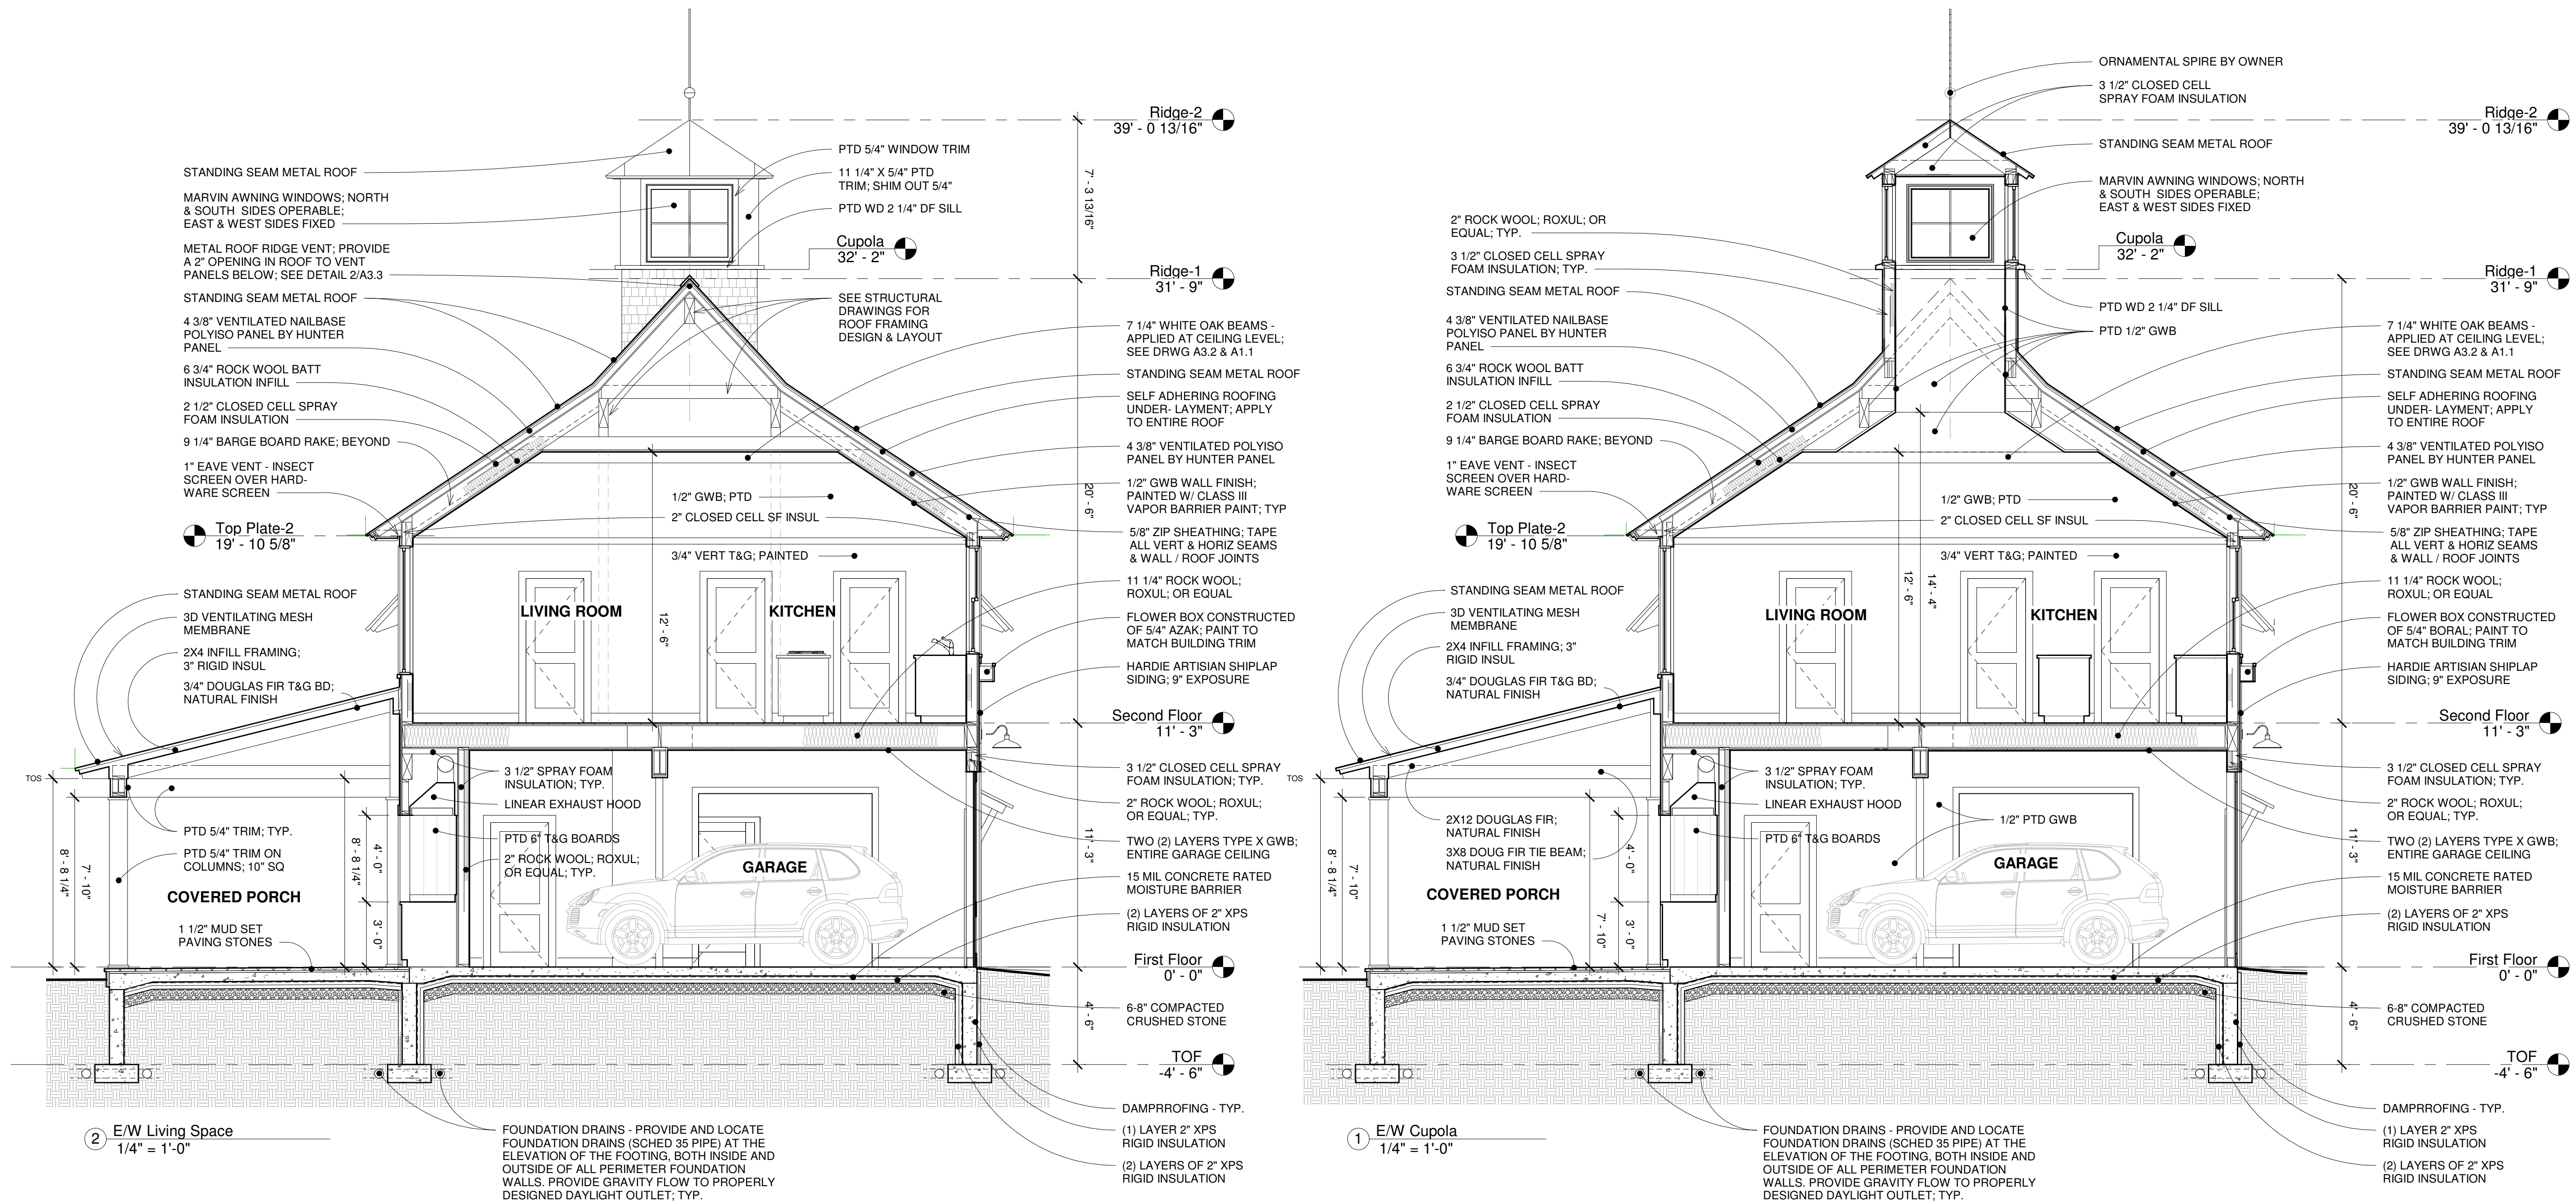 STANDING SEAM METAL ROOF
MARVIN AWNING WINDOWS; NORTH
& SOUTH SIDES OPERABLE;
EAST & WEST SIDES FIXED
METAL ROOF RIDGE VENT; PROVIDE
A 2" OPENING IN ROOF TO VENT
PANELS BELOW; SEE DETAIL 2/A3.3
STANDING SEAM METAL ROOF
4 3/8" VENTILATED NAILBASE
POLYISO PANEL BY HUNTER
PANEL
6 3/4" ROCK WOOL BATT
INSULATION INFILL
2 1/2" CLOSED CELL SPRAY
FOAM INSULATION
9 1/4" BARGE BOARD RAKE; BEYOND
1" EAVE VENT - INSECT
SCREEN OVER HARD-
WARE SCREEN
Top Plate-2
19' - 10 5/8"
STANDING SEAM METAL ROOF
3D VENTILATING MESH
MEMBRANE
2X4 INFILL FRAMING;
3" RIGID INSUL
3/4" DOUGLAS FIR T&G BD;
NATURAL FINISH
TOS
PTD 5/4" TRIM; TYP.
PTD 5/4" TRIM ON
COLUMNS; 10" SQ
8' - 8 1/4"
7' - 10"
COVERED PORCH
1 1/2" MUD SET
PAVING STONES
8' - 8 1/4"
4' - 0"
3' - 0"
PTD 5/4" WINDOW TRIM
11 1/4" X 5/4" PTD
TRIM; SHIM OUT 5/4"
PTD WD 2 1/4" DF SILL
Cupola
32' - 2"
SEE STRUCTURAL
DRAWINGS FOR
ROOF FRAMING
DESIGN & LAYOUT
1/2" GWB; PTD
2" CLOSED CELL SF INSUL
3/4" VERT T&G; PAINTED
LIVING ROOM
12' - 6"
KITCHEN
3 1/2" SPRAY FOAM
INSULATION; TYP.
LINEAR EXHAUST HOOD
PTD 6" T&G BOARDS
2" ROCK WOOL; ROXUL;
OR EQUAL; TYP.
GARAGE
Ridge-2
39' - 0 13/16"
7' - 3 13/16"
Ridge-1
31' - 9"
7 1/4" WHITE OAK BEAMS -
APPLIED AT CEILING LEVEL;
SEE DRWG A3.2 & A1.1
STANDING SEAM METAL ROOF
SELF ADHERING ROOFING
UNDER- LAYMENT; APPLY
TO ENTIRE ROOF
4 3/8" VENTILATED POLYISO
PANEL BY HUNTER PANEL
20' - 6"
1/2" GWB WALL FINISH;
PAINTED W/ CLASS III
VAPOR BARRIER PAINT; TYP
5/8" ZIP SHEATHING; TAPE
ALL VERT & HORIZ SEAMS
& WALL / ROOF JOINTS
11 1/4" ROCK WOOL;
ROXUL; OR EQUAL
FLOWER BOX CONSTRUCTED
OF 5/4" AZAK; PAINT TO
MATCH BUILDING TRIM
HARDIE ARTISIAN SHIPLAP
SIDING; 9" EXPOSURE
Second Floor
11' - 3"
3 1/2" CLOSED CELL SPRAY
FOAM INSULATION; TYP.
2" ROCK WOOL; ROXUL;
OR EQUAL; TYP.
11' - 3"
TWO (2) LAYERS TYPE X GWB;
ENTIRE GARAGE CEILING
15 MIL CONCRETE RATED
MOISTURE BARRIER
(2) LAYERS OF 2" XPS
RIGID INSULATION
First Floor
0' - 0"
4' - 6"
6-8" COMPACTED
CRUSHED STONE
TOF
-4' - 6"
DAMPRROFING - TYP.
(1) LAYER 2" XPS
RIGID INSULATION
(2) LAYERS OF 2" XPS
RIGID INSULATION
2
E/W Living Space
1/4" = 1'-0"
FOUNDATION DRAINS - PROVIDE AND LOCATE
FOUNDATION DRAINS (SCHED 35 PIPE) AT THE
ELEVATION OF THE FOOTING, BOTH INSIDE AND
OUTSIDE OF ALL PERIMETER FOUNDATION
WALLS. PROVIDE GRAVITY FLOW TO PROPERLY
DESIGNED DAYLIGHT OUTLET; TYP.
2" ROCK WOOL; ROXUL; OR
EQUAL; TYP.
3 1/2" CLOSED CELL SPRAY
FOAM INSULATION; TYP.
STANDING SEAM METAL ROOF
4 3/8" VENTILATED NAILBASE
POLYISO PANEL BY HUNTER
PANEL
6 3/4" ROCK WOOL BATT
INSULATION INFILL
2 1/2" CLOSED CELL SPRAY
FOAM INSULATION
9 1/4" BARGE BOARD RAKE; BEYOND
1" EAVE VENT - INSECT
SCREEN OVER HARD-
WARE SCREEN
Top Plate-2
19' - 10 5/8"
STANDING SEAM METAL ROOF
3D VENTILATING MESH
MEMBRANE
2X4 INFILL FRAMING; 3"
RIGID INSUL
3/4" DOUGLAS FIR T&G BD;
NATURAL FINISH
TOS
2X12 DOUGLAS FIR;
NATURAL FINISH
3X8 DOUG FIR TIE BEAM;
NATURAL FINISH
8' - 8 1/4"
7' - 10"
COVERED PORCH
1 1/2" MUD SET
PAVING STONES
7' - 10"
4' - 0"
3' - 0"
ORNAMENTAL SPIRE BY OWNER
3 1/2" CLOSED CELL
SPRAY FOAM INSULATION
STANDING SEAM METAL ROOF
MARVIN AWNING WINDOWS; NORTH
& SOUTH SIDES OPERABLE;
EAST & WEST SIDES FIXED
Cupola
32' - 2"
PTD WD 2 1/4" DF SILL
PTD 1/2" GWB
1/2" GWB; PTD
2" CLOSED CELL SF INSUL
3/4" VERT T&G; PAINTED
LIVING ROOM
12' - 6"
14' - 4"
KITCHEN
3 1/2" SPRAY FOAM
INSULATION; TYP.
LINEAR EXHAUST HOOD
1/2" PTD GWB
PTD 6" T&G BOARDS
GARAGE
Ridge-2
39' - 0 13/16"
Ridge-1
31' - 9"
7 1/4" WHITE OAK BEAMS -
APPLIED AT CEILING LEVEL;
SEE DRWG A3.2 & A1.1
STANDING SEAM METAL ROOF
SELF ADHERING ROOFING
UNDER- LAYMENT; APPLY
TO ENTIRE ROOF
4 3/8" VENTILATED POLYISO
PANEL BY HUNTER PANEL
20' - 6"
1/2" GWB WALL FINISH;
PAINTED W/ CLASS III
VAPOR BARRIER PAINT; TYP
5/8" ZIP SHEATHING; TAPE
ALL VERT & HORIZ SEAMS
& WALL / ROOF JOINTS
11 1/4" ROCK WOOL;
ROXUL; OR EQUAL
FLOWER BOX CONSTRUCTED
OF 5/4" BORAL; PAINT TO
MATCH BUILDING TRIM
HARDIE ARTISIAN SHIPLAP
SIDING; 9" EXPOSURE
Second Floor
11' - 3"
3 1/2" CLOSED CELL SPRAY
FOAM INSULATION; TYP.
2" ROCK WOOL; ROXUL;
OR EQUAL; TYP.
11' - 3"
TWO (2) LAYERS TYPE X GWB;
ENTIRE GARAGE CEILING
15 MIL CONCRETE RATED
MOISTURE BARRIER
(2) LAYERS OF 2" XPS
RIGID INSULATION
First Floor
0' - 0"
4' - 6"
6-8" COMPACTED
CRUSHED STONE
TOF
-4' - 6"
DAMPRROFING - TYP.
(1) LAYER 2" XPS
RIGID INSULATION
(2) LAYERS OF 2" XPS
RIGID INSULATION
1
E/W Cupola
1/4" = 1'-0"
FOUNDATION DRAINS - PROVIDE AND LOCATE
FOUNDATION DRAINS (SCHED 35 PIPE) AT THE
ELEVATION OF THE FOOTING, BOTH INSIDE AND
OUTSIDE OF ALL PERIMETER FOUNDATION
WALLS. PROVIDE GRAVITY FLOW TO PROPERLY
DESIGNED DAYLIGHT OUTLET; TYP.